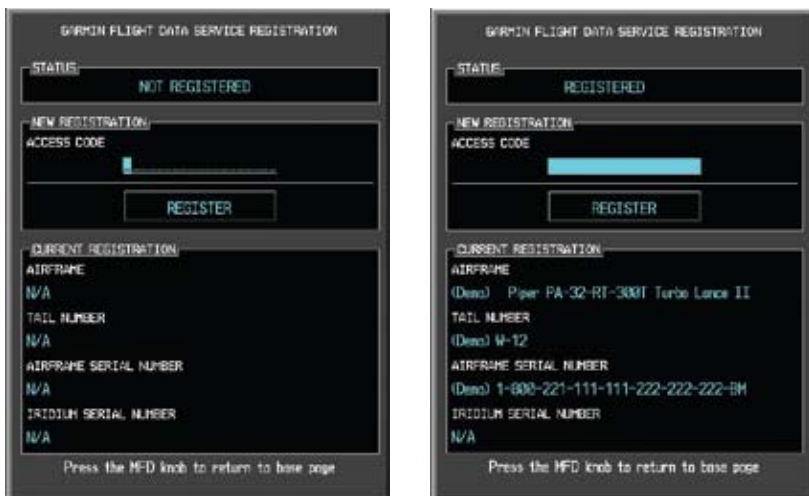 GARMIN FLIGHT DATA SERVICE REGISTRATION
STATUS
NOT REGISTERED
NEW REGISTRATION
ACCESS CODE
REGISTER
CURRENT REGISTRATION
AIRFRAME
N/A
TAIL NUMBER
N/A
AIRFRAME SERIAL NUMBER
N/A
IRIDIUM SERIAL NUMBER
N/A
Press the MFD knob to return to base page
GARMIN FLIGHT DATA SERVICE REGISTRATION
STATUS
REGISTERED
NEW REGISTRATION
ACCESS CODE
REGISTER
CURRENT REGISTRATION
AIRFRAME
(Demo) Piper PA-32-RT-300T Turbo Lance II
TAIL NUMBER
(Demo) W-12
AIRFRAME SERIAL NUMBER
(Demo) 1-800-221-111-111-222-222-222-BM
IRIDIUM SERIAL NUMBER
N/A
Press the MFD knob to return to base page